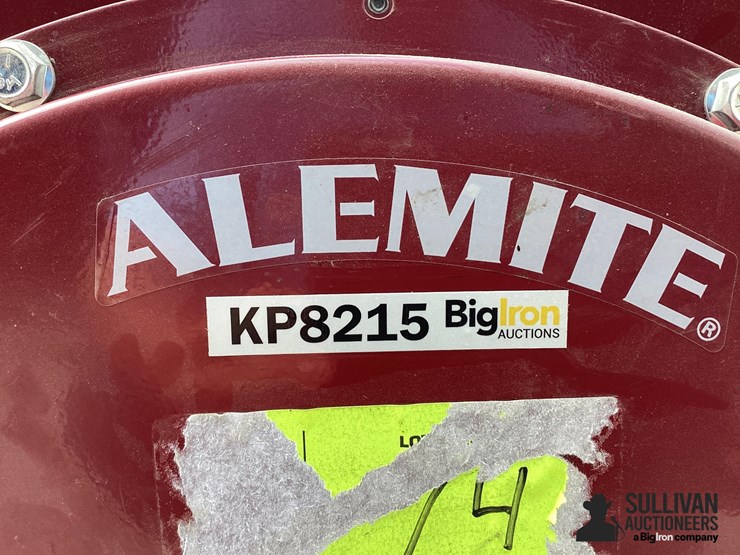 ALEMITE®
KP8215 BigIron
AUCTIONS
14
SULLIVAN
AUCTIONEERS
a BigIron company